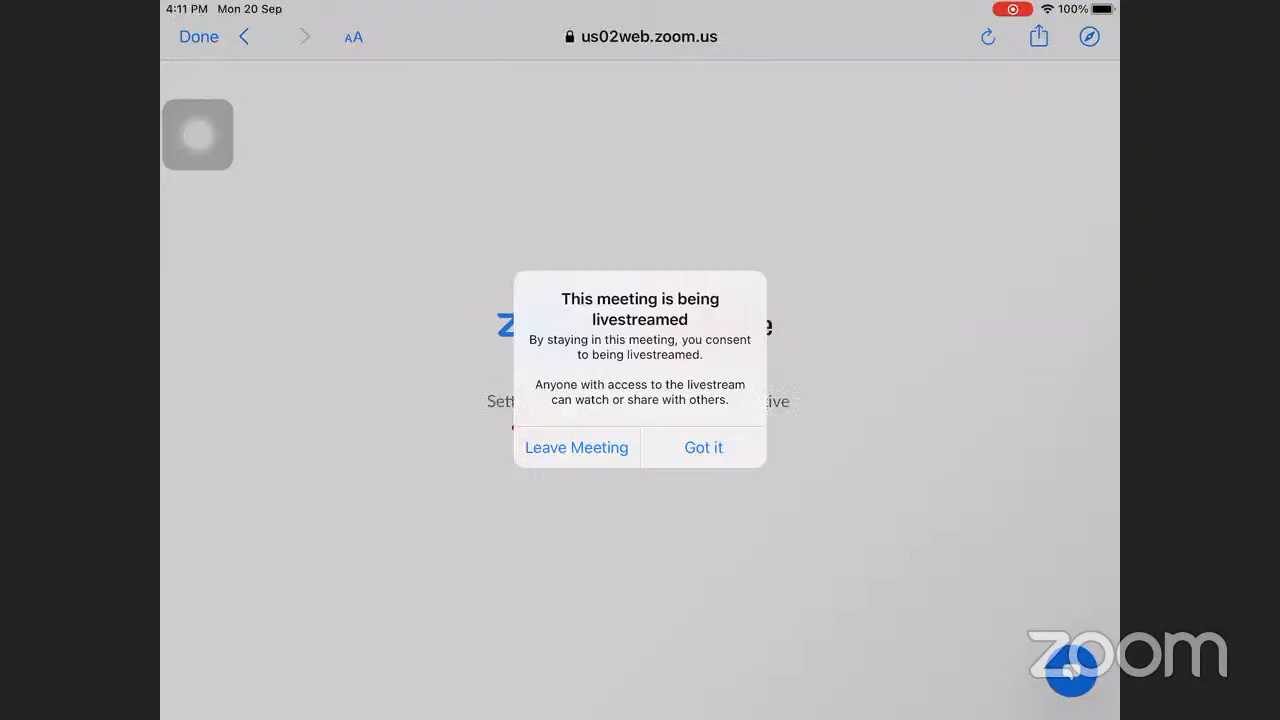 4:11 PM Mon 20 Sep 100%
Done AA us02web.zoom.us
This meeting is being
livestreamed
By staying in this meeting, you consent
to being livestreamed.
Anyone with access to the livestream
can watch or share with others.
Leave Meeting Got it
zoom